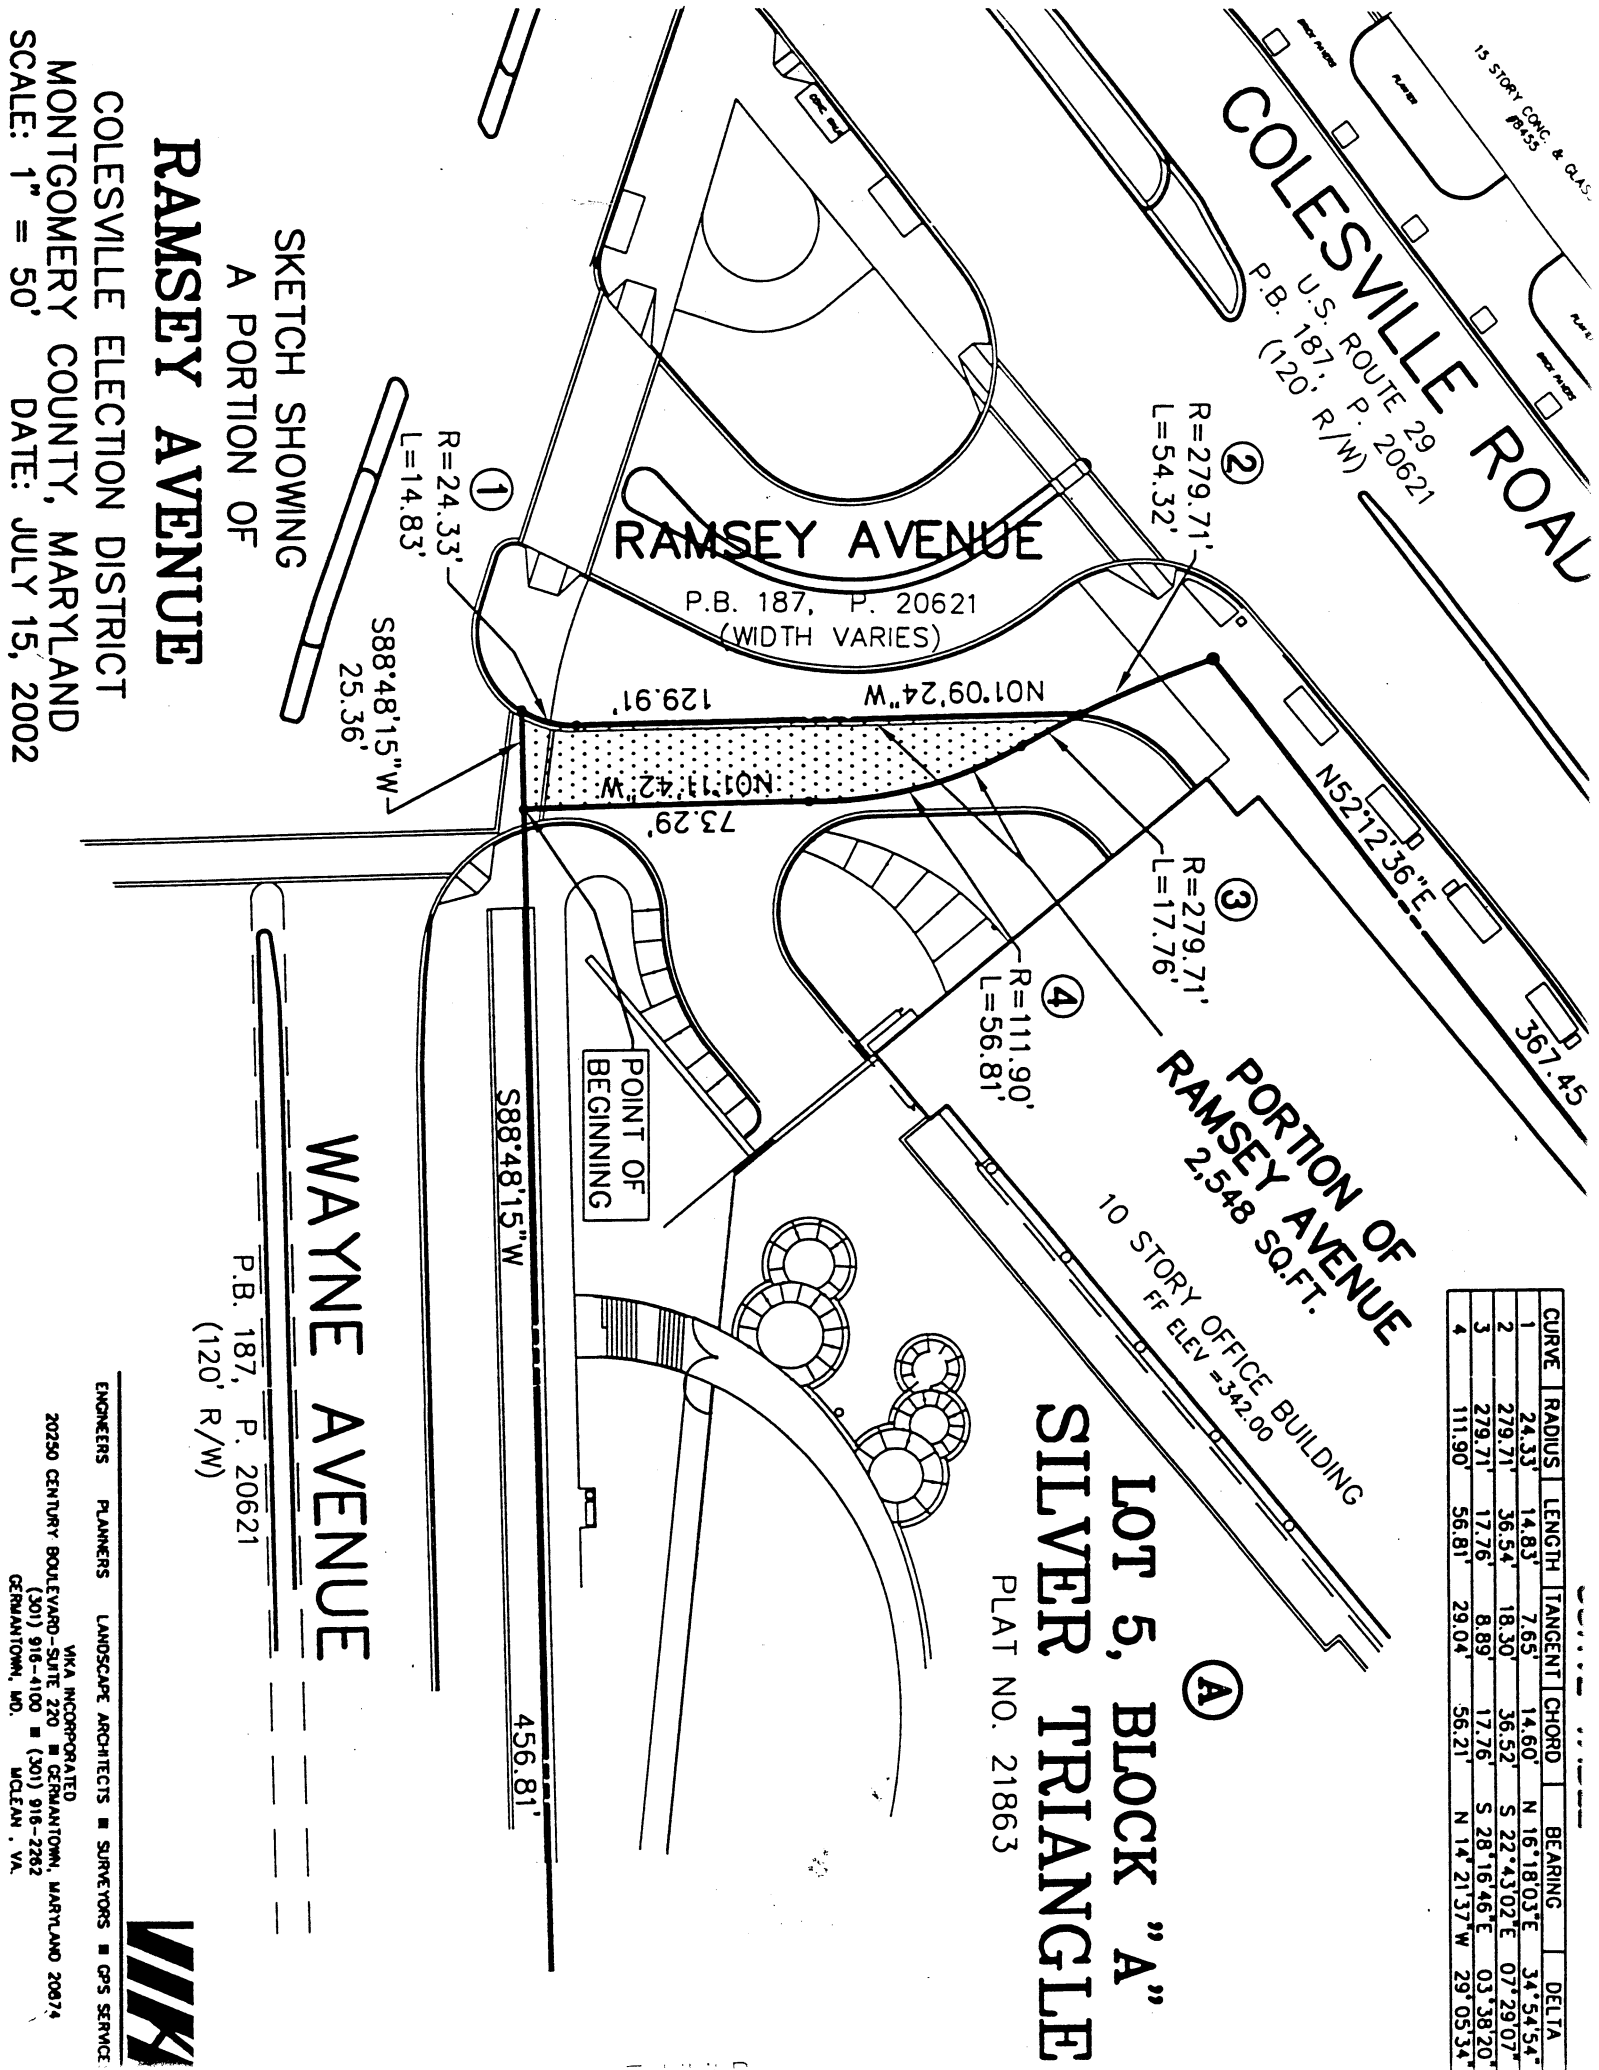 CURVE RADIUS LENGTH TANGENT CHORD BEARING DELTA
1 24.33' 14.83' 7.65' 14.60' N 16°18'03"E 34°54'54"
2 279.71' 36.54' 18.30' 36.52' S 22°43'02"E 07°29'07"
3 279.71' 17.76' 8.89' 17.76' S 28°16'46"E 03°38'20"
4 111.90' 56.81' 29.04' 56.21' N 14°21'37"W 29°05'34"
15 STORY CONC. & GLAS
#8455
PLANTER
BRICK PAVERS
BRICK PAVERS
COLESVILLE ROAD
U.S. ROUTE 29
P.B. 187, P. 20621
(120' R/W)
N52°12'36"E
367.45
2
R=279.71'
L=54.32'
3
R=279.71'
L=17.76'
4
R=111.90'
L=56.81'
PORTION OF
RAMSEY AVENUE
2,548 SQ.FT.
10 STORY OFFICE BUILDING
FF ELEV =342.00
A
LOT 5, BLOCK "A"
SILVER TRIANGLE
PLAT NO. 21863
RAMSEY AVENUE
P.B. 187, P. 20621
(WIDTH VARIES)
N01°09'24"W
129.91'
N01°11'42"W
73.29'
1
R=24.33'
L=14.83'
S88°48'15"W
25.36'
POINT OF
BEGINNING
S88°48'15"W
456.81'
WAYNE AVENUE
P.B. 187, P. 20621
(120' R/W)
SKETCH SHOWING
A PORTION OF
RAMSEY AVENUE
COLESVILLE ELECTION DISTRICT
MONTGOMERY COUNTY, MARYLAND
SCALE: 1" = 50' DATE: JULY 15, 2002
ENGINEERS PLANNERS LANDSCAPE ARCHITECTS ■ SURVEYORS ■ GPS SERVICE
VIKA INCORPORATED
20250 CENTURY BOULEVARD-SUITE 220 ■ GERMANTOWN, MARYLAND 20874
(301) 916-4100 ■ (301) 916-2262
GERMANTOWN, MD. MCLEAN, VA.